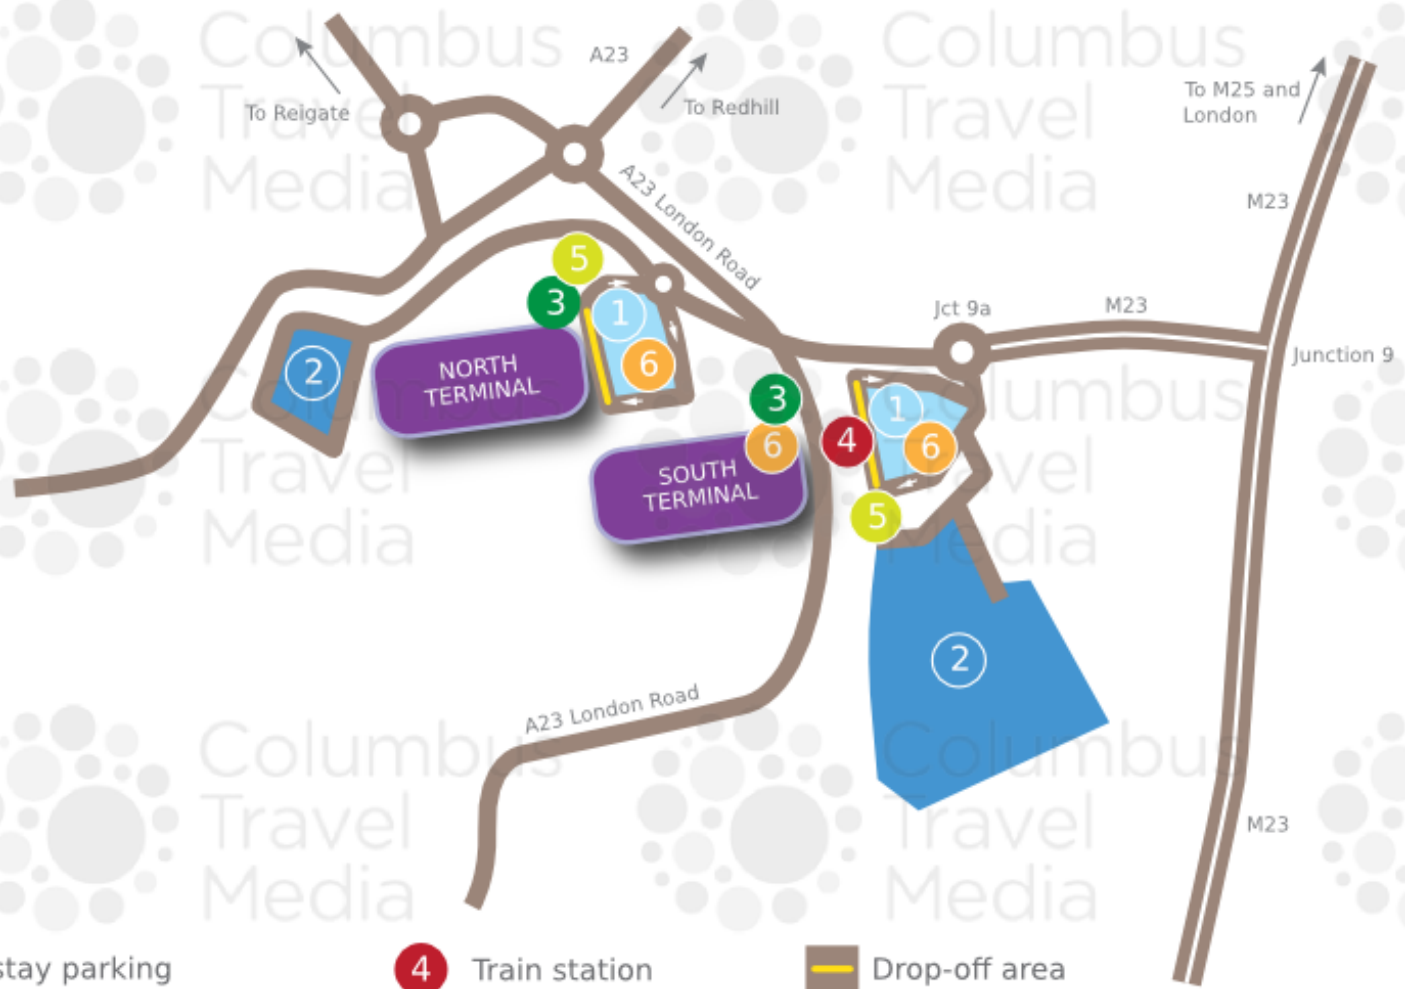 Columbus
Travel
Media
Columbus
Travel
Media
A23
To Reigate
To Redhill
To M25 and
London
A23 London Road
M23
5
3
1
6
2
NORTH
TERMINAL
Jct 9a
M23
Junction 9
3
6
4
1
6
5
SOUTH
TERMINAL
Columbus
Travel
Media
Columbus
Travel
Media
2
A23 London Road
Columbus
Travel
Media
Columbus
Travel
Media
M23
stay parking
4 Train station
Drop-off area